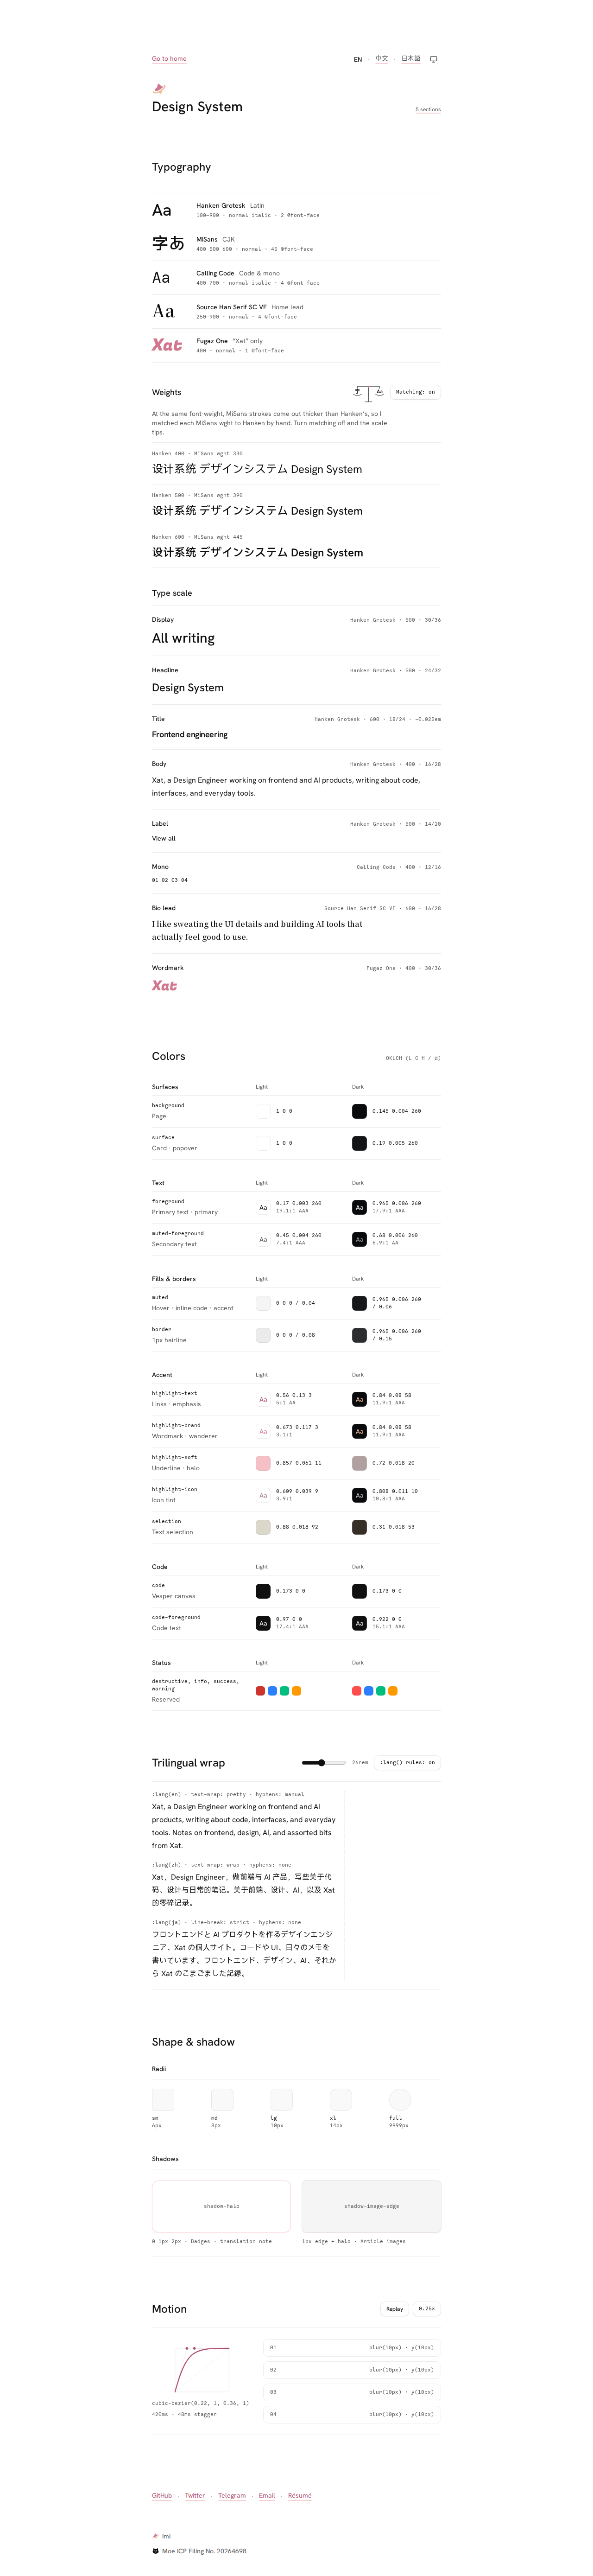 Go to home
EN · 中文 · 日本語
Design System
5 sections
Typography
Aa
Hanken Grotesk Latin
100–900 · normal italic · 2 @font-face
字あ
MiSans CJK
400 500 600 · normal · 45 @font-face
Aa
Calling Code Code & mono
400 700 · normal italic · 4 @font-face
Aa
Source Han Serif SC VF Home lead
250–900 · normal · 4 @font-face
Xat
Fugaz One “Xat” only
400 · normal · 1 @font-face
Weights
字 Aa
Matching: on
At the same font-weight, MiSans strokes come out thicker than Hanken's, so I
matched each MiSans wght to Hanken by hand. Turn matching off and the scale
tips.
Hanken 400 · MiSans wght 330
设计系统 デザインシステム Design System
Hanken 500 · MiSans wght 390
设计系统 デザインシステム Design System
Hanken 600 · MiSans wght 445
设计系统 デザインシステム Design System
Type scale
Display
Hanken Grotesk · 500 · 30/36
All writing
Headline
Hanken Grotesk · 500 · 24/32
Design System
Title
Hanken Grotesk · 600 · 18/24 · -0.025em
Frontend engineering
Body
Hanken Grotesk · 400 · 16/28
Xat, a Design Engineer working on frontend and AI products, writing about code,
interfaces, and everyday tools.
Label
Hanken Grotesk · 500 · 14/20
View all
Mono
Calling Code · 400 · 12/16
01 02 03 04
Bio lead
Source Han Serif SC VF · 600 · 16/28
I like sweating the UI details and building AI tools that
actually feel good to use.
Wordmark
Fugaz One · 400 · 30/36
Xat
Colors
OKLCH (L C H / α)
Surfaces Light Dark
background
Page
1 0 0
0.145 0.004 260
surface
Card · popover
1 0 0
0.19 0.005 260
Text Light Dark
foreground
Primary text · primary
Aa
0.17 0.003 260
19.1:1 AAA
Aa
0.965 0.006 260
17.9:1 AAA
muted-foreground
Secondary text
Aa
0.45 0.004 260
7.4:1 AAA
Aa
0.68 0.006 260
6.9:1 AA
Fills & borders Light Dark
muted
Hover · inline code · accent
0 0 0 / 0.04
0.965 0.006 260
/ 0.06
border
1px hairline
0 0 0 / 0.08
0.965 0.006 260
/ 0.15
Accent Light Dark
highlight-text
Links · emphasis
Aa
0.56 0.13 3
5:1 AA
Aa
0.84 0.08 58
11.9:1 AAA
highlight-brand
Wordmark · wanderer
Aa
0.673 0.117 3
3.1:1
Aa
0.84 0.08 58
11.9:1 AAA
highlight-soft
Underline · halo
0.857 0.061 11
0.72 0.018 20
highlight-icon
Icon tint
Aa
0.609 0.039 9
3.9:1
Aa
0.808 0.011 10
10.8:1 AAA
selection
Text selection
0.88 0.018 92
0.31 0.018 53
Code Light Dark
code
Vesper canvas
0.173 0 0
0.173 0 0
code-foreground
Code text
Aa
0.97 0 0
17.4:1 AAA
Aa
0.922 0 0
15.1:1 AAA
Status Light Dark
destructive, info, success,
warning
Reserved
Trilingual wrap
24rem
:lang() rules: on
:lang(en) · text-wrap: pretty · hyphens: manual
Xat, a Design Engineer working on frontend and AI
products, writing about code, interfaces, and everyday
tools. Notes on frontend, design, AI, and assorted bits
from Xat.
:lang(zh) · text-wrap: wrap · hyphens: none
Xat，Design Engineer，做前端与 AI 产品，写些关于代
码、设计与日常的笔记。关于前端、设计、AI，以及 Xat
的零碎记录。
:lang(ja) · line-break: strict · hyphens: none
フロントエンドと AI プロダクトを作るデザインエンジ
ニア、Xat の個人サイト。コードや UI、日々のメモを
書いています。フロントエンド、デザイン、AI、それか
ら Xat のこまごました記録。
Shape & shadow
Radii
sm
6px
md
8px
lg
10px
xl
14px
full
9999px
Shadows
shadow-halo
0 1px 2px · Badges · translation note
shadow-image-edge
1px edge + halo · Article images
Motion
Replay
0.25×
cubic-bezier(0.22, 1, 0.36, 1)
420ms · 48ms stagger
01 blur(10px) · y(10px)
02 blur(10px) · y(10px)
03 blur(10px) · y(10px)
04 blur(10px) · y(10px)
GitHub · Twitter · Telegram · Email · Résumé
Moe ICP Filing No. 20264698